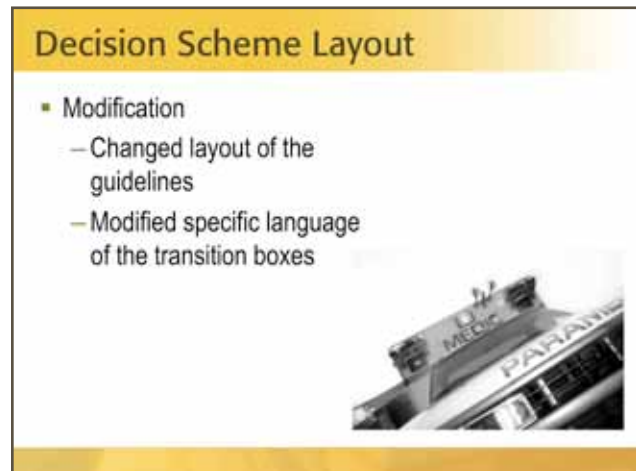 Decision Scheme Layout
▪ Modification
– Changed layout of the
guidelines
– Modified specific language
of the transition boxes
MEDIC
PARAME